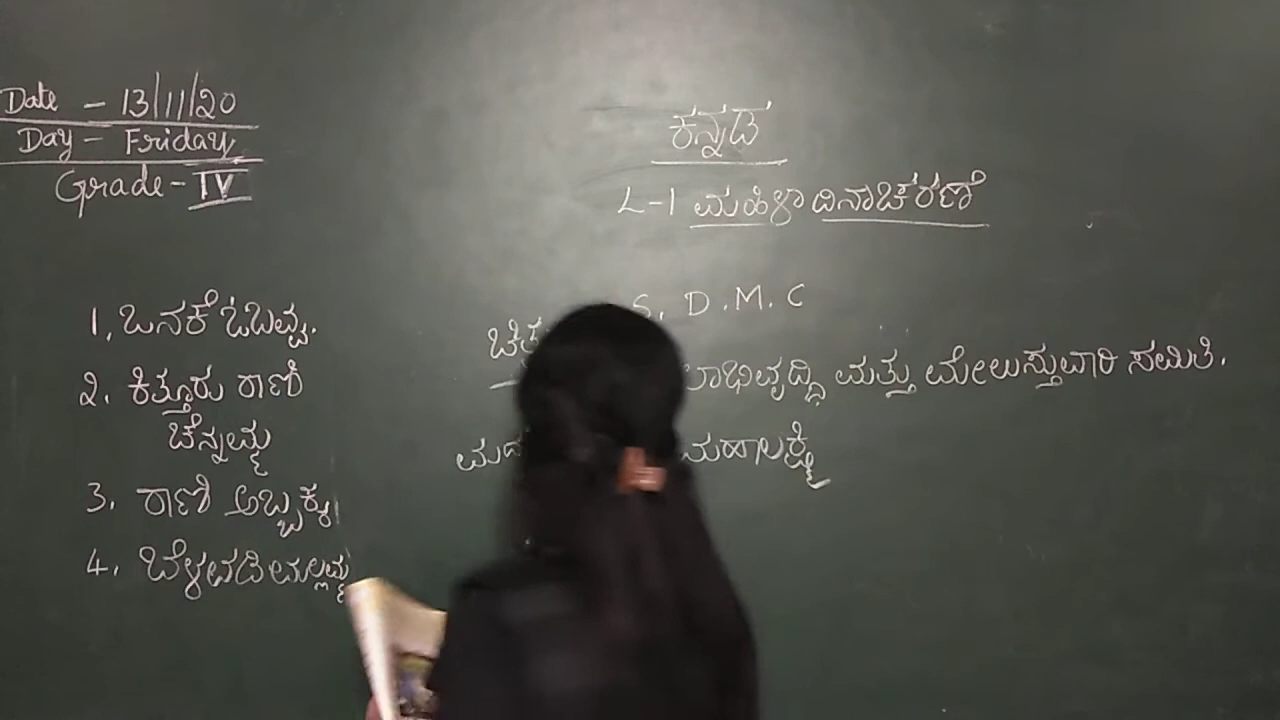 Date - 13/11/20
Day - Friday
Grade - IV
ಕನ್ನಡ
L-1 ಮಹಿಳಾ ದಿನಾಚರಣೆ
1. ಒನಕೆ ಓಬವ್ವ.
2. ಕಿತ್ತೂರು ರಾಣಿ
ಚೆನ್ನಮ್ಮ
3. ರಾಣಿ ಅಬ್ಬಕ್ಕ
4. ಬೆಳವಡಿ ಮಲ್ಲಮ್ಮ
S. D. M. C
ಮತ್ತು ಮೇಲುಸ್ತುವಾರಿ ಸಮಿತಿ.
ಮಹಾಲಕ್ಷ್ಮಿ